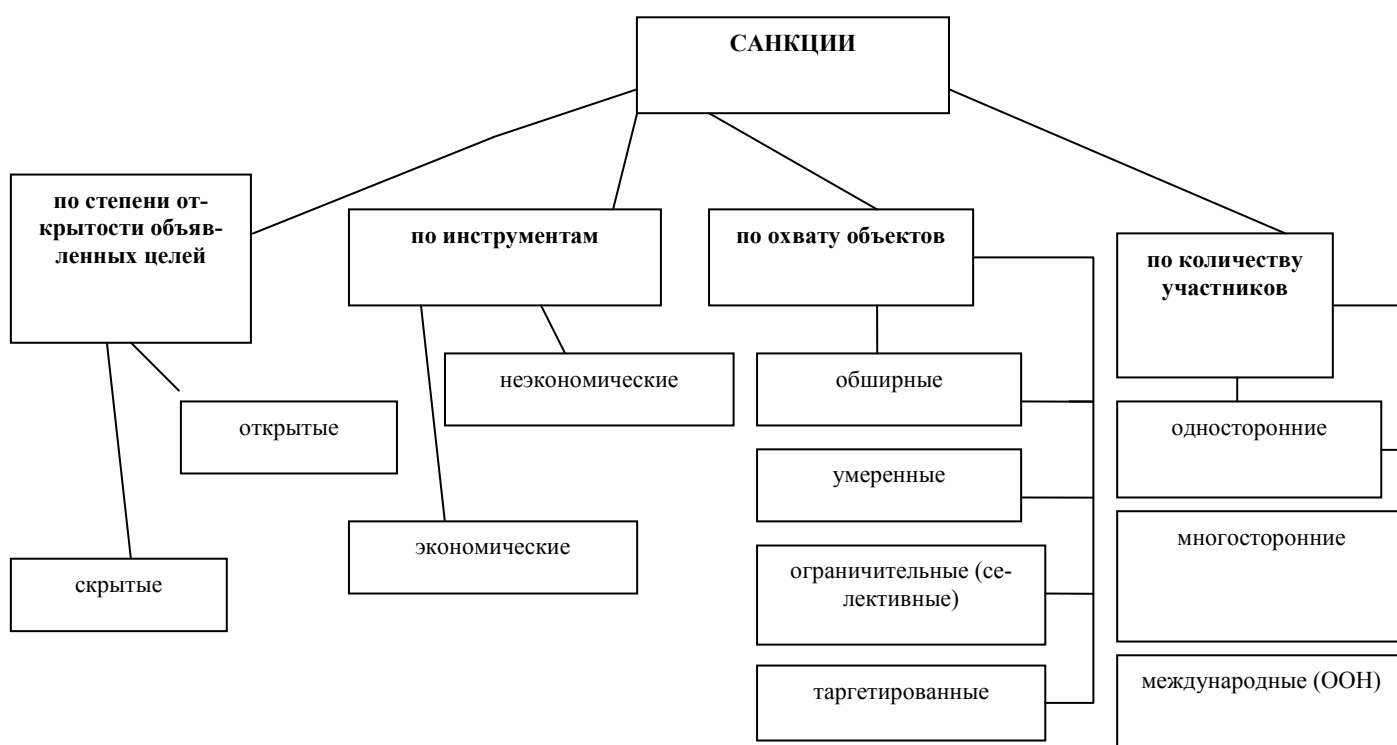 САНКЦИИ
по степени от-
крытости объяв-
ленных целей
по инструментам
по охвату объектов
по количеству
участников
неэкономические
обширные
открытые
односторонние
умеренные
экономические
многосторонние
ограничительные (се-
лективные)
скрытые
таргетированные
международные (ООН)